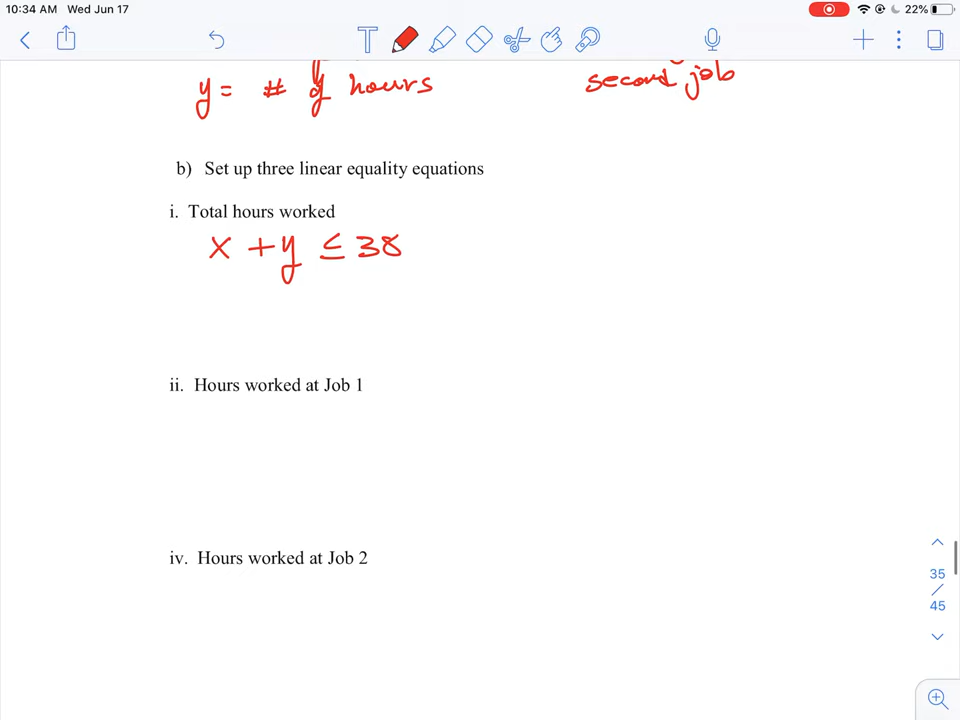 10:34 AM Wed Jun 17
22%
y = # y hours
second job
b) Set up three linear equality equations
i. Total hours worked
x + y ≤ 38
ii. Hours worked at Job 1
iv. Hours worked at Job 2
35
/
45